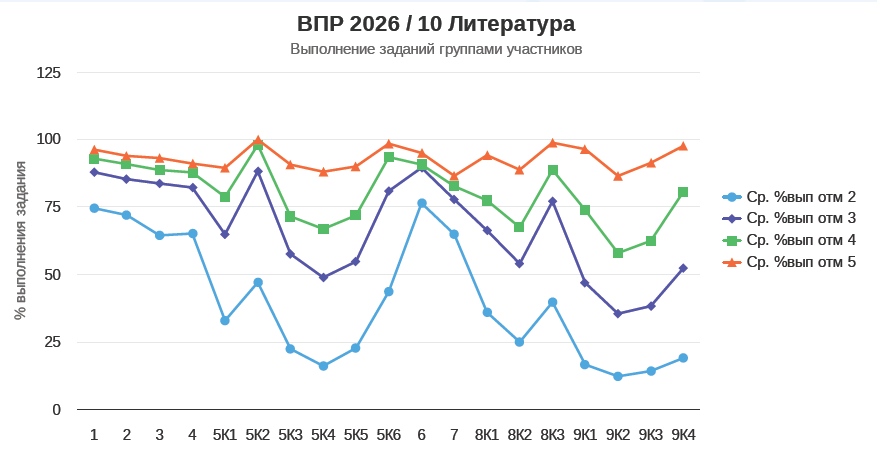 ВПР 2026 / 10 Литература
Выполнение заданий группами участников
125
100
75
50
25
0
% выполнения задания
1 2 3 4 5К1 5К2 5К3 5К4 5К5 5К6 6 7 8К1 8К2 8К3 9К1 9К2 9К3 9К4
Ср. %вып отм 2
Ср. %вып отм 3
Ср. %вып отм 4
Ср. %вып отм 5